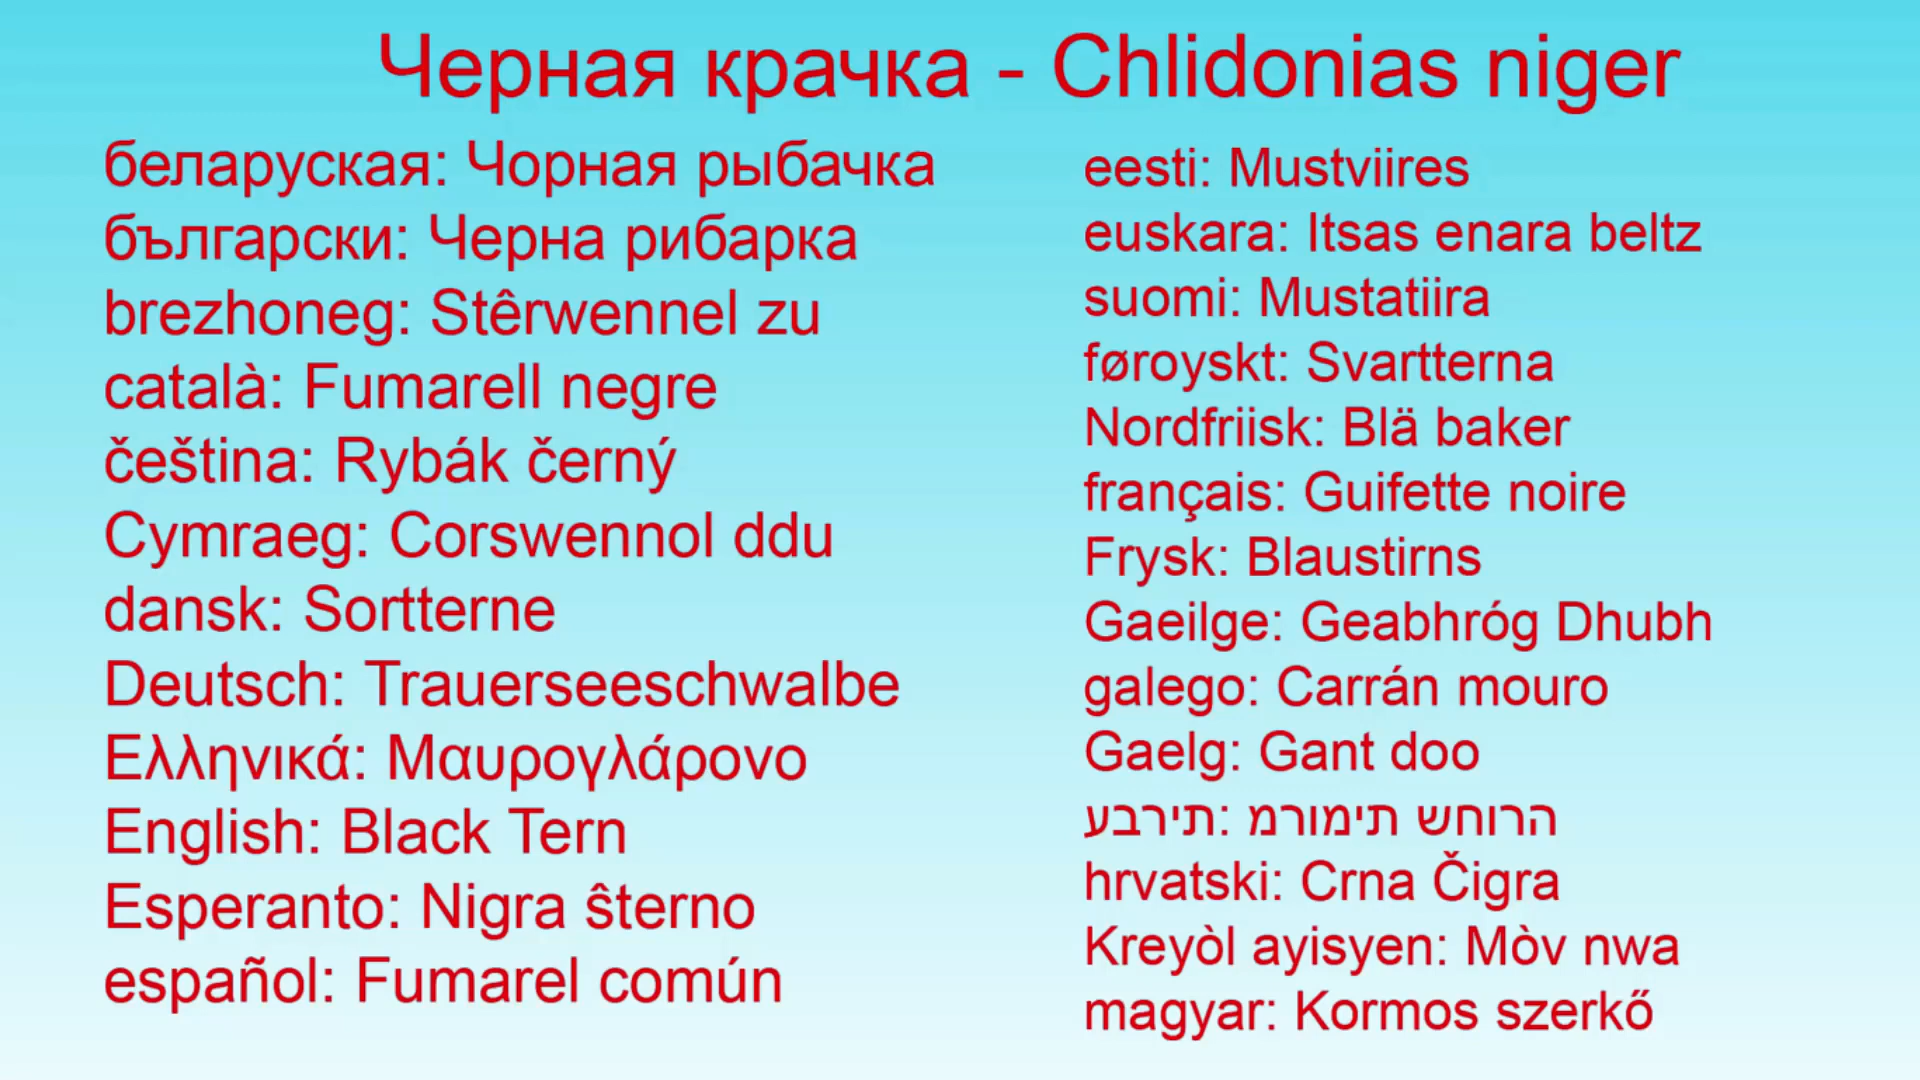 Черная крачка - Chlidonias niger
беларуская: Чорная рыбачка
български: Черна рибарка
brezhoneg: Stêrwennel zu
català: Fumarell negre
čeština: Rybák černý
Cymraeg: Corswennol ddu
dansk: Sortterne
Deutsch: Trauerseeschwalbe
Ελληνικά: Μαυρογλάρονο
English: Black Tern
Esperanto: Nigra ŝterno
español: Fumarel común
eesti: Mustviires
euskara: Itsas enara beltz
suomi: Mustatiira
føroyskt: Svartterna
Nordfriisk: Blä baker
français: Guifette noire
Frysk: Blaustirns
Gaeilge: Geabhróg Dhubh
galego: Carrán mouro
Gaelg: Gant doo
עברית: מרומית שחורה
hrvatski: Crna Čigra
Kreyòl ayisyen: Mòv nwa
magyar: Kormos szerkő